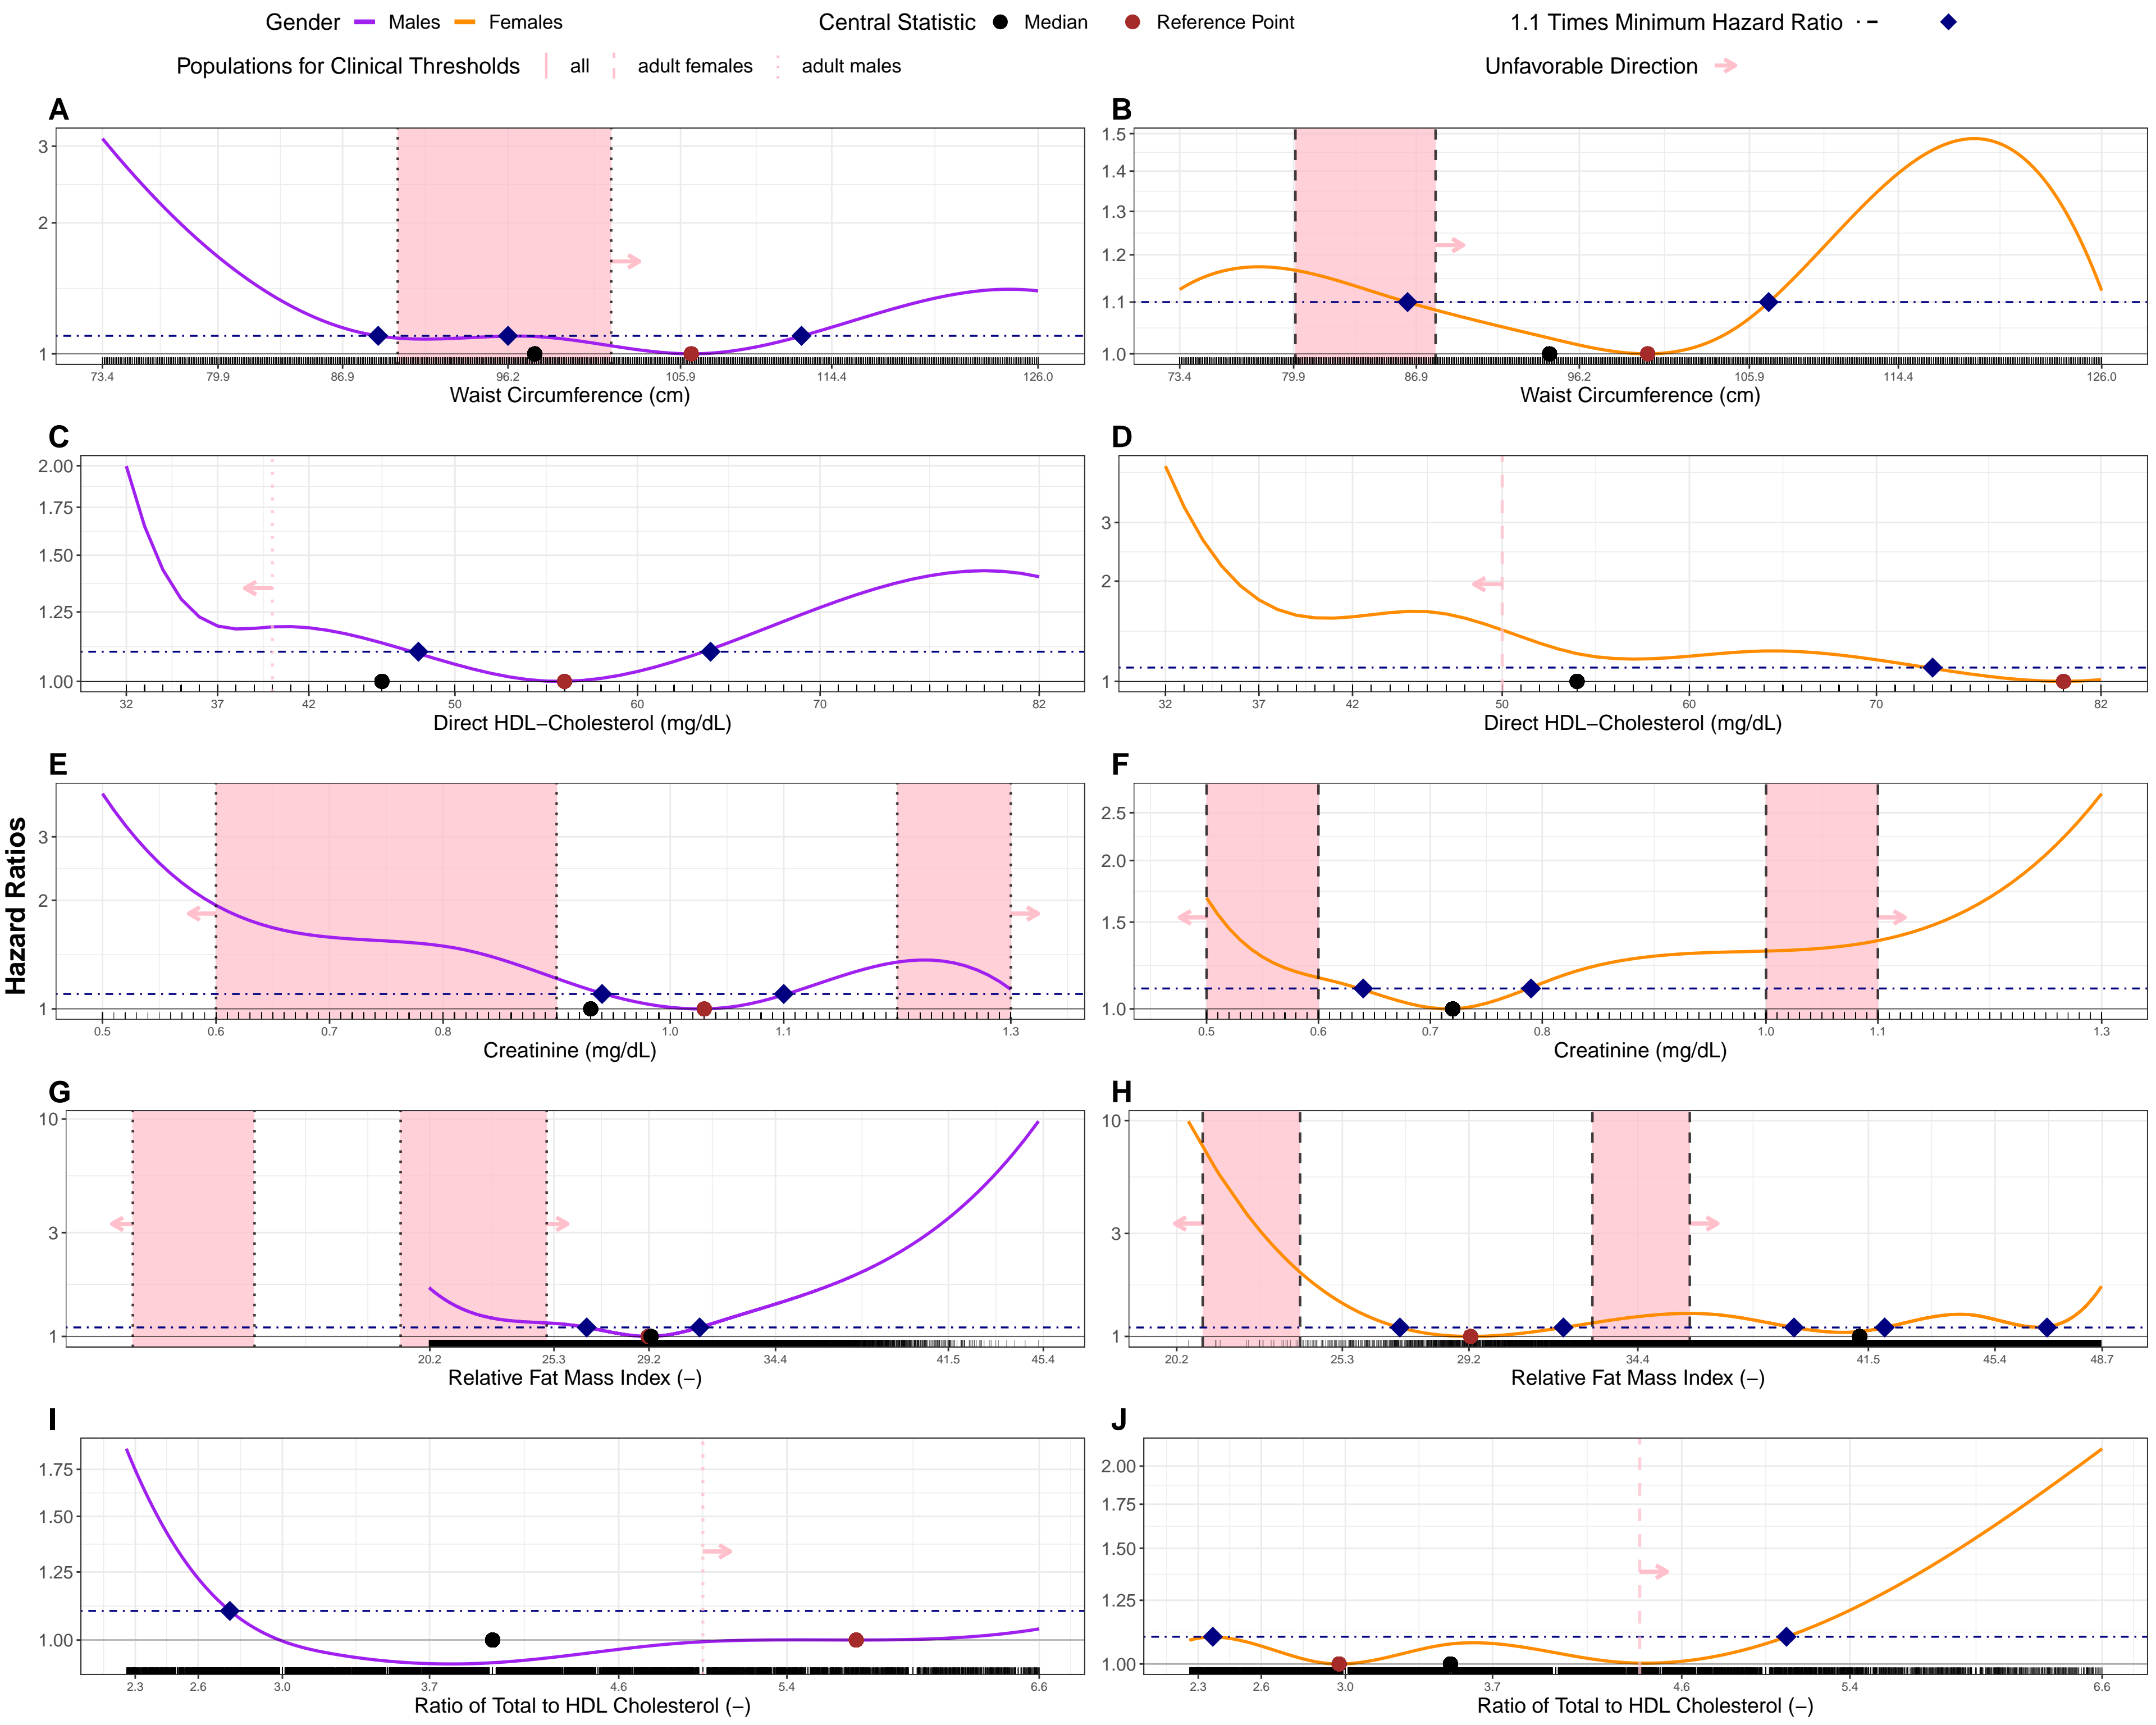 Gender Males Females Central Statistic Median Reference Point 1.1 Times Minimum Hazard Ratio
Populations for Clinical Thresholds all adult females adult males Unfavorable Direction
Hazard Ratios
A
3
2
1
73.4 79.9 86.9 96.2 105.9 114.4 126.0
Waist Circumference (cm)
B
1.5
1.4
1.3
1.2
1.1
1.0
73.4 79.9 86.9 96.2 105.9 114.4 126.0
Waist Circumference (cm)
C
2.00
1.75
1.50
1.25
1.00
32 37 42 50 60 70 82
Direct HDL−Cholesterol (mg/dL)
D
3
2
1
32 37 42 50 60 70 82
Direct HDL−Cholesterol (mg/dL)
E
3
2
1
0.5 0.6 0.7 0.8 1.0 1.1 1.3
Creatinine (mg/dL)
F
2.5
2.0
1.5
1.0
0.5 0.6 0.7 0.8 1.0 1.1 1.3
Creatinine (mg/dL)
G
10
3
1
20.2 25.3 29.2 34.4 41.5 45.4
Relative Fat Mass Index (−)
H
10
3
1
20.2 25.3 29.2 34.4 41.5 45.4 48.7
Relative Fat Mass Index (−)
I
1.75
1.50
1.25
1.00
2.3 2.6 3.0 3.7 4.6 5.4 6.6
Ratio of Total to HDL Cholesterol (−)
J
2.00
1.75
1.50
1.25
1.00
2.3 2.6 3.0 3.7 4.6 5.4 6.6
Ratio of Total to HDL Cholesterol (−)